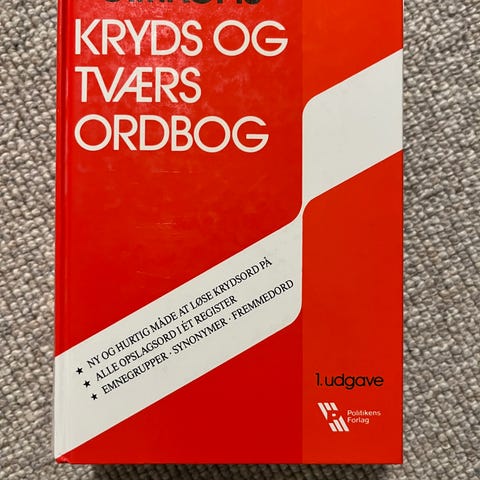 KRYDS OG
TVÆRS
ORDBOG
★ NY OG HURTIG MÅDE AT LØSE KRYDSORD PÅ
★ ALLE OPSLAGSORD I ÉT REGISTER
★ EMNEGRUPPER · SYNONYMER · FREMMEDORD
1. udgave
Politikens
Forlag